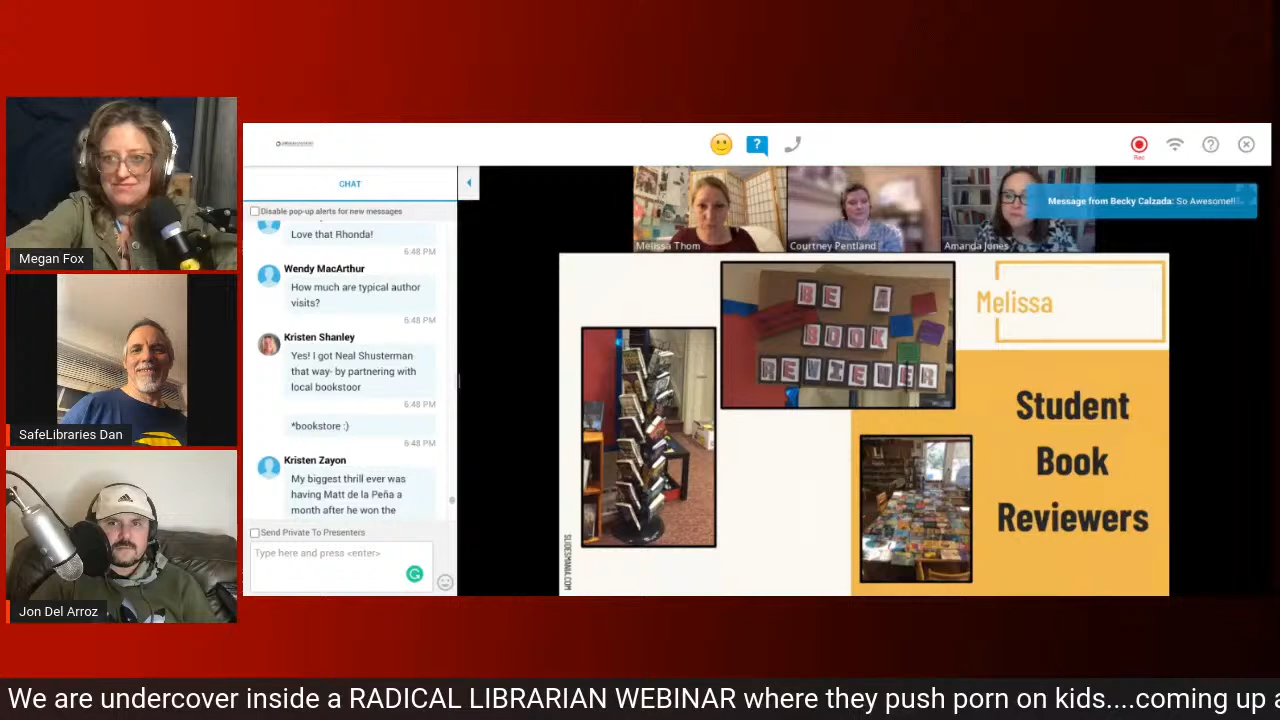 Megan Fox
SafeLibraries Dan
Jon Del Arroz
?
Rec
?
CHAT
Disable pop-up alerts for new messages
Love that Rhonda!
6:48 PM
Wendy MacArthur
How much are typical author
visits?
6:48 PM
Kristen Shanley
Yes! I got Neal Shusterman
that way- by partnering with
local bookstoor
6:48 PM
*bookstore :)
6:48 PM
Kristen Zayon
My biggest thrill ever was
having Matt de la Peña a
month after he won the
Send Private To Presenters
Type here and press <enter>
Melissa Thom
Courtney Pentland
Amanda Jones
Message from Becky Calzada: So Awesome!!
BE A
BOOK
REVIEWER
Melissa
Student
Book
Reviewers
SLIDESMANIA.COM
We are undercover inside a RADICAL LIBRARIAN WEBINAR where they push porn on kids....coming up a